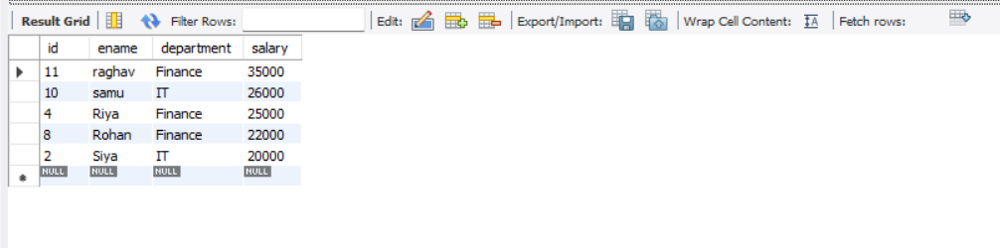 Result Grid Filter Rows: Edit: Export/Import: Wrap Cell Content: IA Fetch rows:
id ename department salary
11 raghav Finance 35000
10 samu IT 26000
4 Riya Finance 25000
8 Rohan Finance 22000
2 Siya IT 20000
NULL NULL NULL NULL